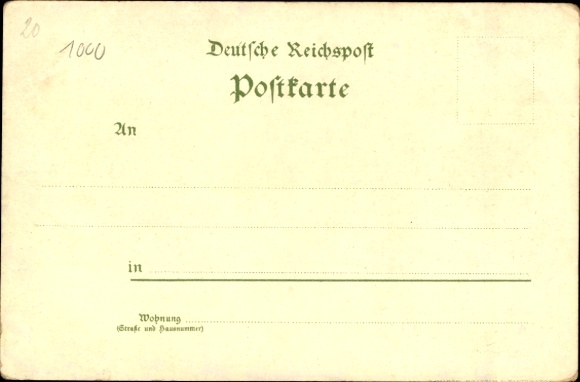 20
1000
Deutsche Reichspost
Postkarte
An
in
Wohnung
(Straße und Hausnummer)